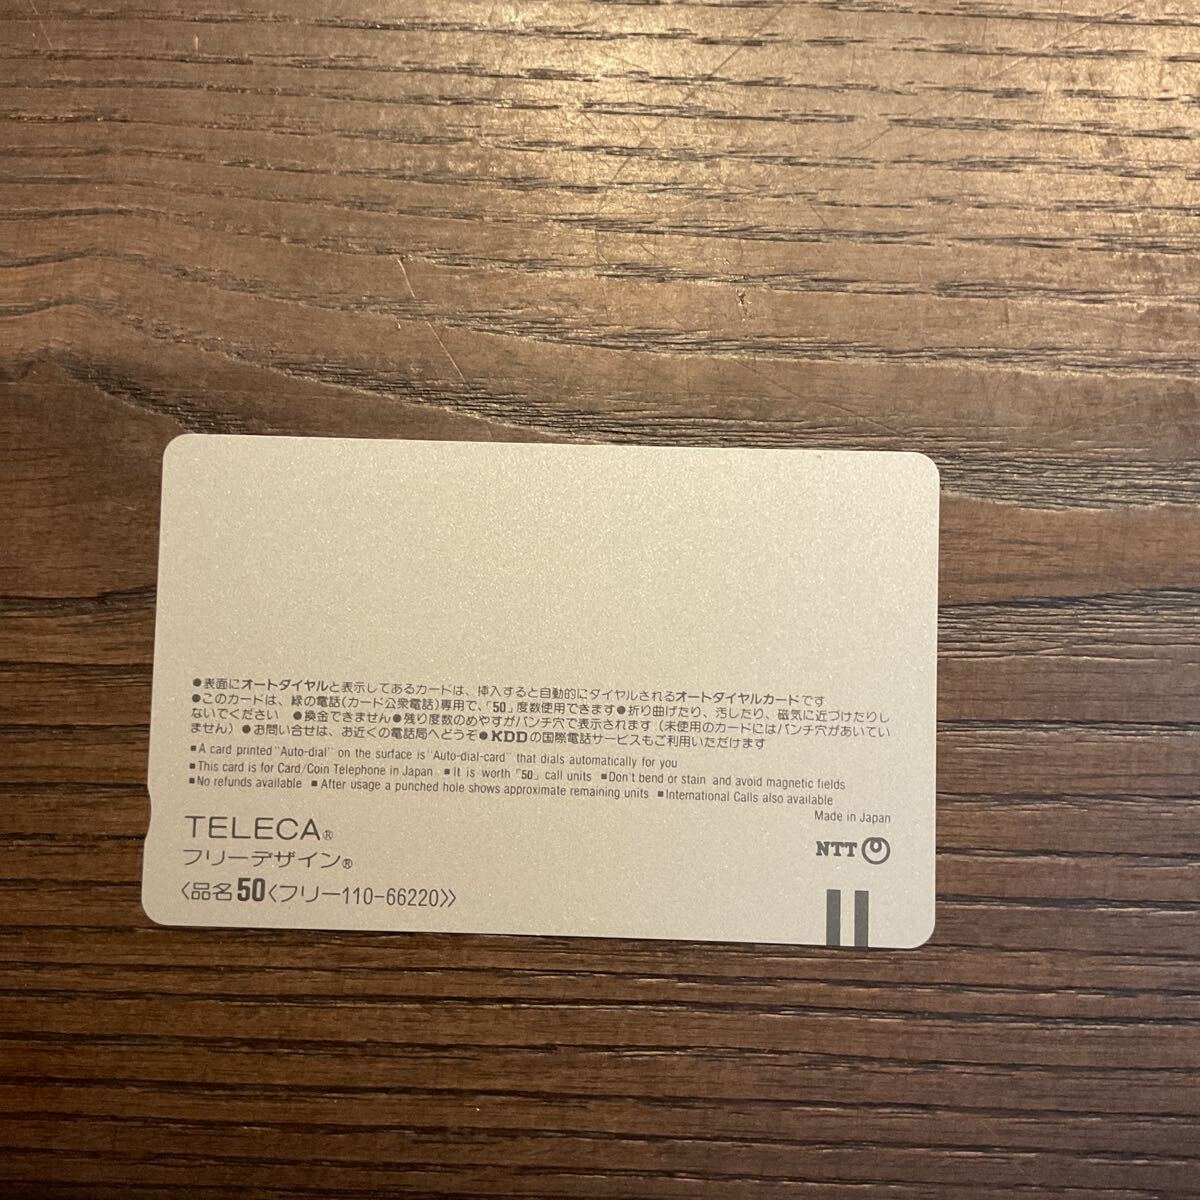 ●表面にオートダイヤルと表示してあるカードは、挿入すると自動的にダイヤルされるオートダイヤルカードです
●このカードは、緑の電話(カード公衆電話)専用で、「50」度数使用できます●折り曲げたり、汚したり、磁気に近づけたりし
ないでください ●換金できません●残り度数のめやすがパンチ穴で表示されます(未使用のカードにはパンチ穴があいてい
ません)●お問い合せは、お近くの電話局へどうぞ●KDDの国際電話サービスもご利用いただけます
■A card printed "Auto-dial" on the surface is "Auto-dial-card" that dials automatically for you
■This card is for Card/Coin Telephone in Japan ■It is worth「50」call units ■Don't bend or stain and avoid magnetic fields
■No refunds available ■After usage a punched hole shows approximate remaining units ■International Calls also available
Made in Japan
TELECA®
NTT
フリーデザイン®
〈品名50〈フリー110-66220〉〉